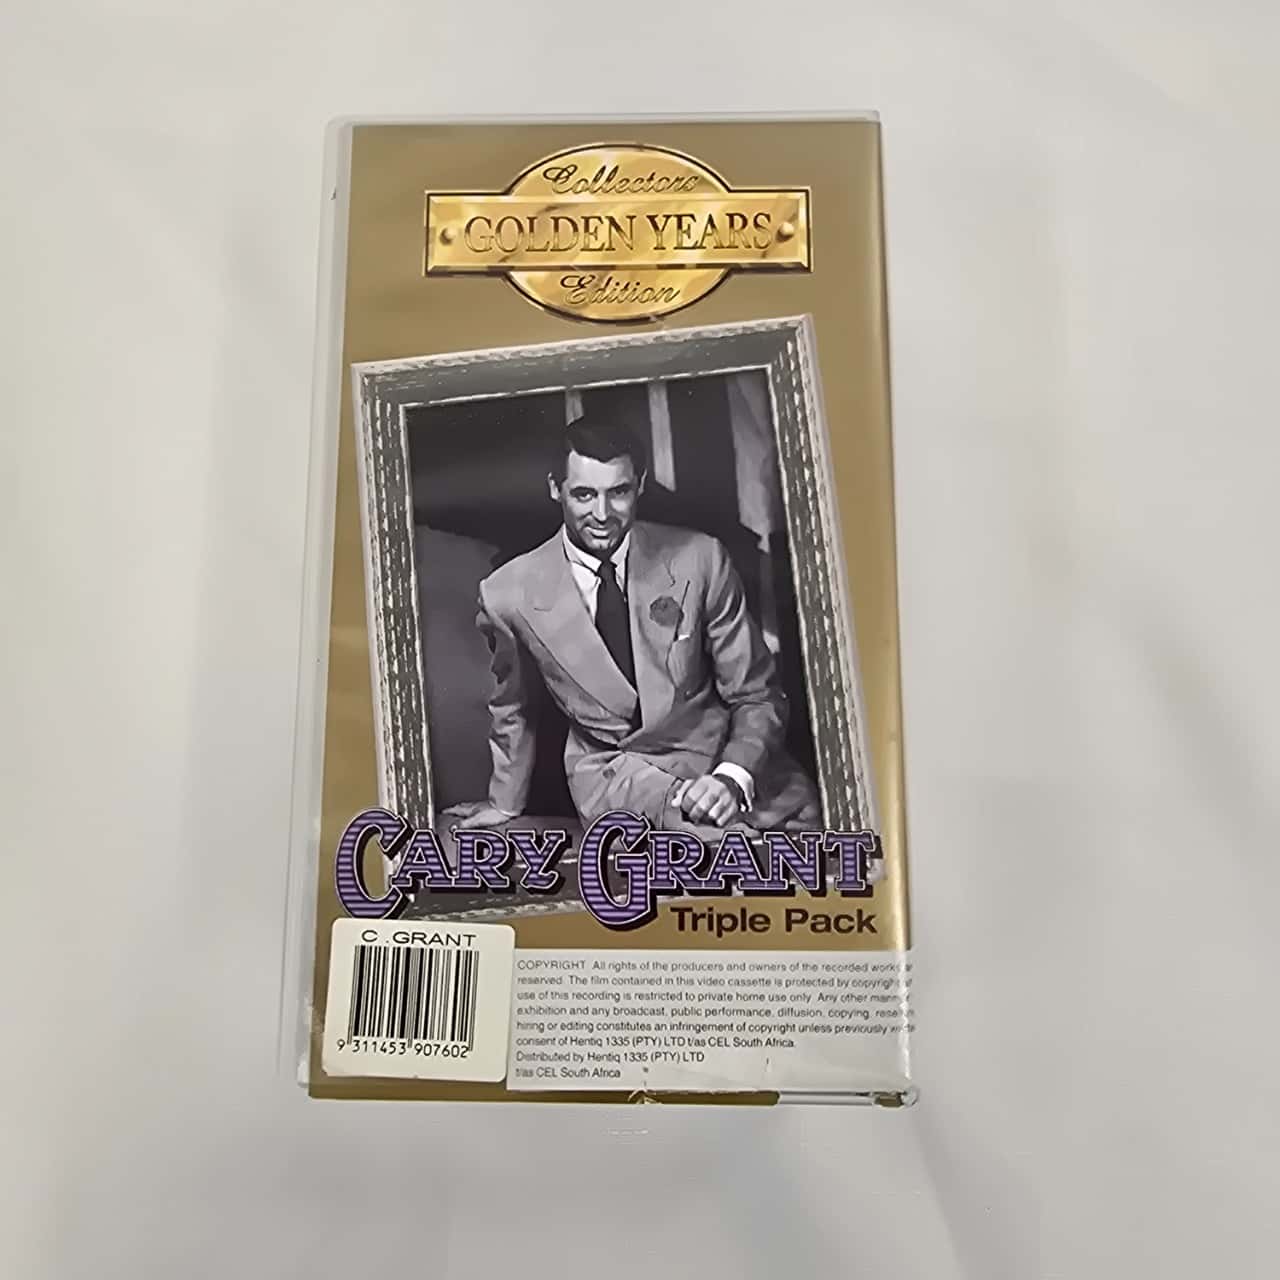 Collectors
GOLDEN YEARS
Edition
CARY GRANT
Triple Pack
C .GRANT
9 311453 907602
COPYRIGHT All rights of the producers and owners of the recorded work
reserved. The film contained in this video cassette is protected by copyright
use of this recording is restricted to private home use only. Any other manner
exhibition and any broadcast, public performance, diffusion, copying,
hiring or editing constitutes an infringement of copyright unless previously
consent of Hentiq 1335 (PTY) LTD t/as CEL South Africa.
Distributed by Hentiq 1335 (PTY) LTD
t/as CEL South Africa